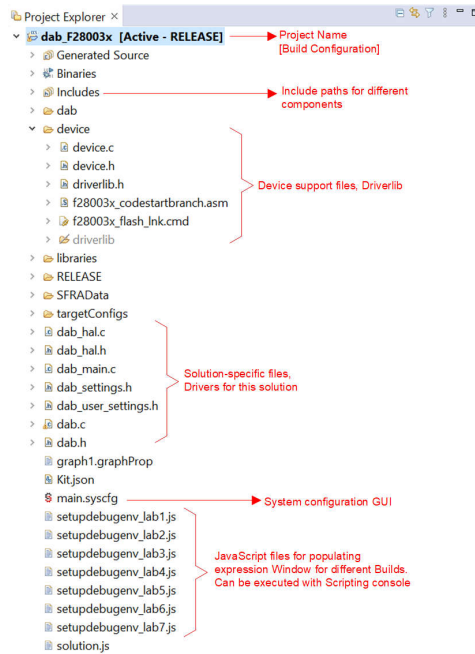 Project Explorer
dab_F28003x [Active - RELEASE]
Project Name
[Build Configuration]
Generated Source
Binaries
Includes
Include paths for different
components
dab
device
device.c
device.h
driverlib.h
f28003x_codestartbranch.asm
f28003x_flash_lnk.cmd
driverlib
Device support files, Driverlib
libraries
RELEASE
SFRAData
targetConfigs
dab_hal.c
dab_hal.h
dab_main.c
dab_settings.h
dab_user_settings.h
dab.c
dab.h
Solution-specific files,
Drivers for this solution
graph1.graphProp
Kit.json
main.syscfg
System configuration GUI
setupdebugenv_lab1.js
setupdebugenv_lab2.js
setupdebugenv_lab3.js
setupdebugenv_lab4.js
setupdebugenv_lab5.js
setupdebugenv_lab6.js
setupdebugenv_lab7.js
JavaScript files for populating
expression Window for different Builds.
Can be executed with Scripting console
solution.js